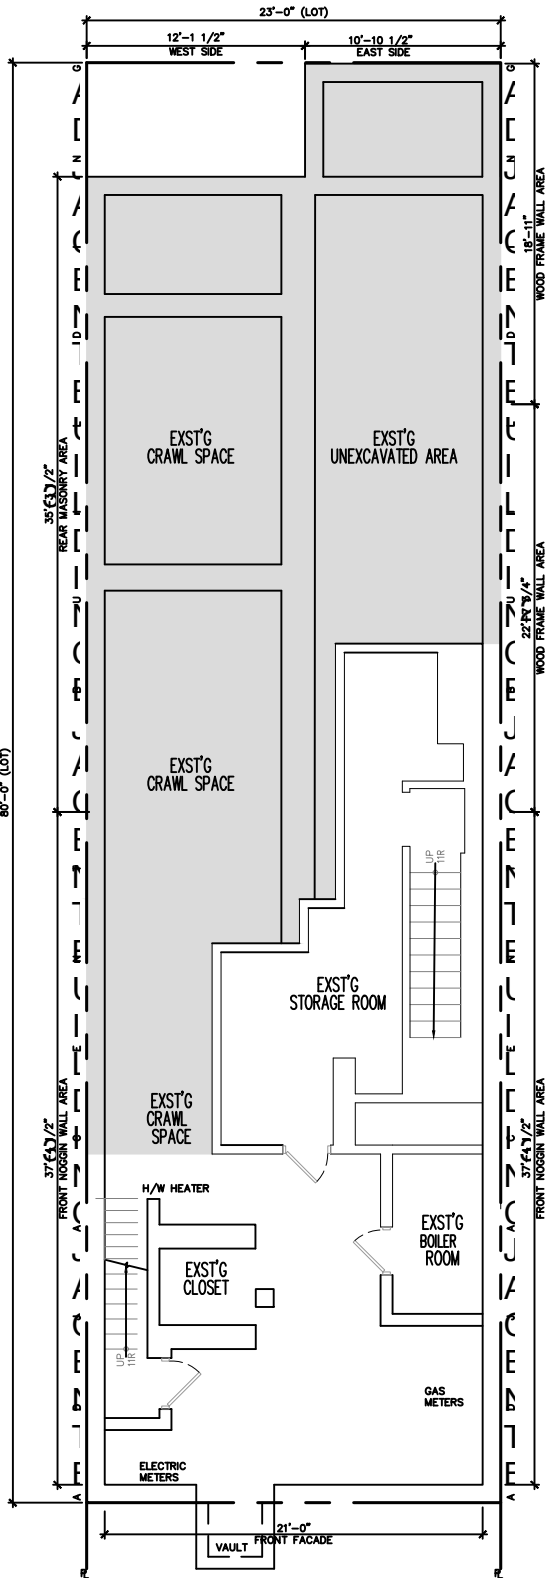 23'-0" (LOT)
12'-1 1/2"
WEST SIDE
10'-10 1/2"
EAST SIDE
18'-11"
WOOD FRAME WALL AREA
EXST'G
CRAWL SPACE
EXST'G
UNEXCAVATED AREA
REAR MASONRY AREA
WOOD FRAME WALL AREA
80'-0" (LOT)
EXST'G
CRAWL SPACE
UP
11R
EXST'G
STORAGE ROOM
EXST'G
CRAWL
SPACE
FRONT NOGGIN WALL AREA
FRONT NOGGIN WALL AREA
H/W HEATER
EXST'G
BOILER
ROOM
EXST'G
CLOSET
UP
11R
GAS
METERS
ELECTRIC
METERS
21'-0"
FRONT FACADE
VAULT